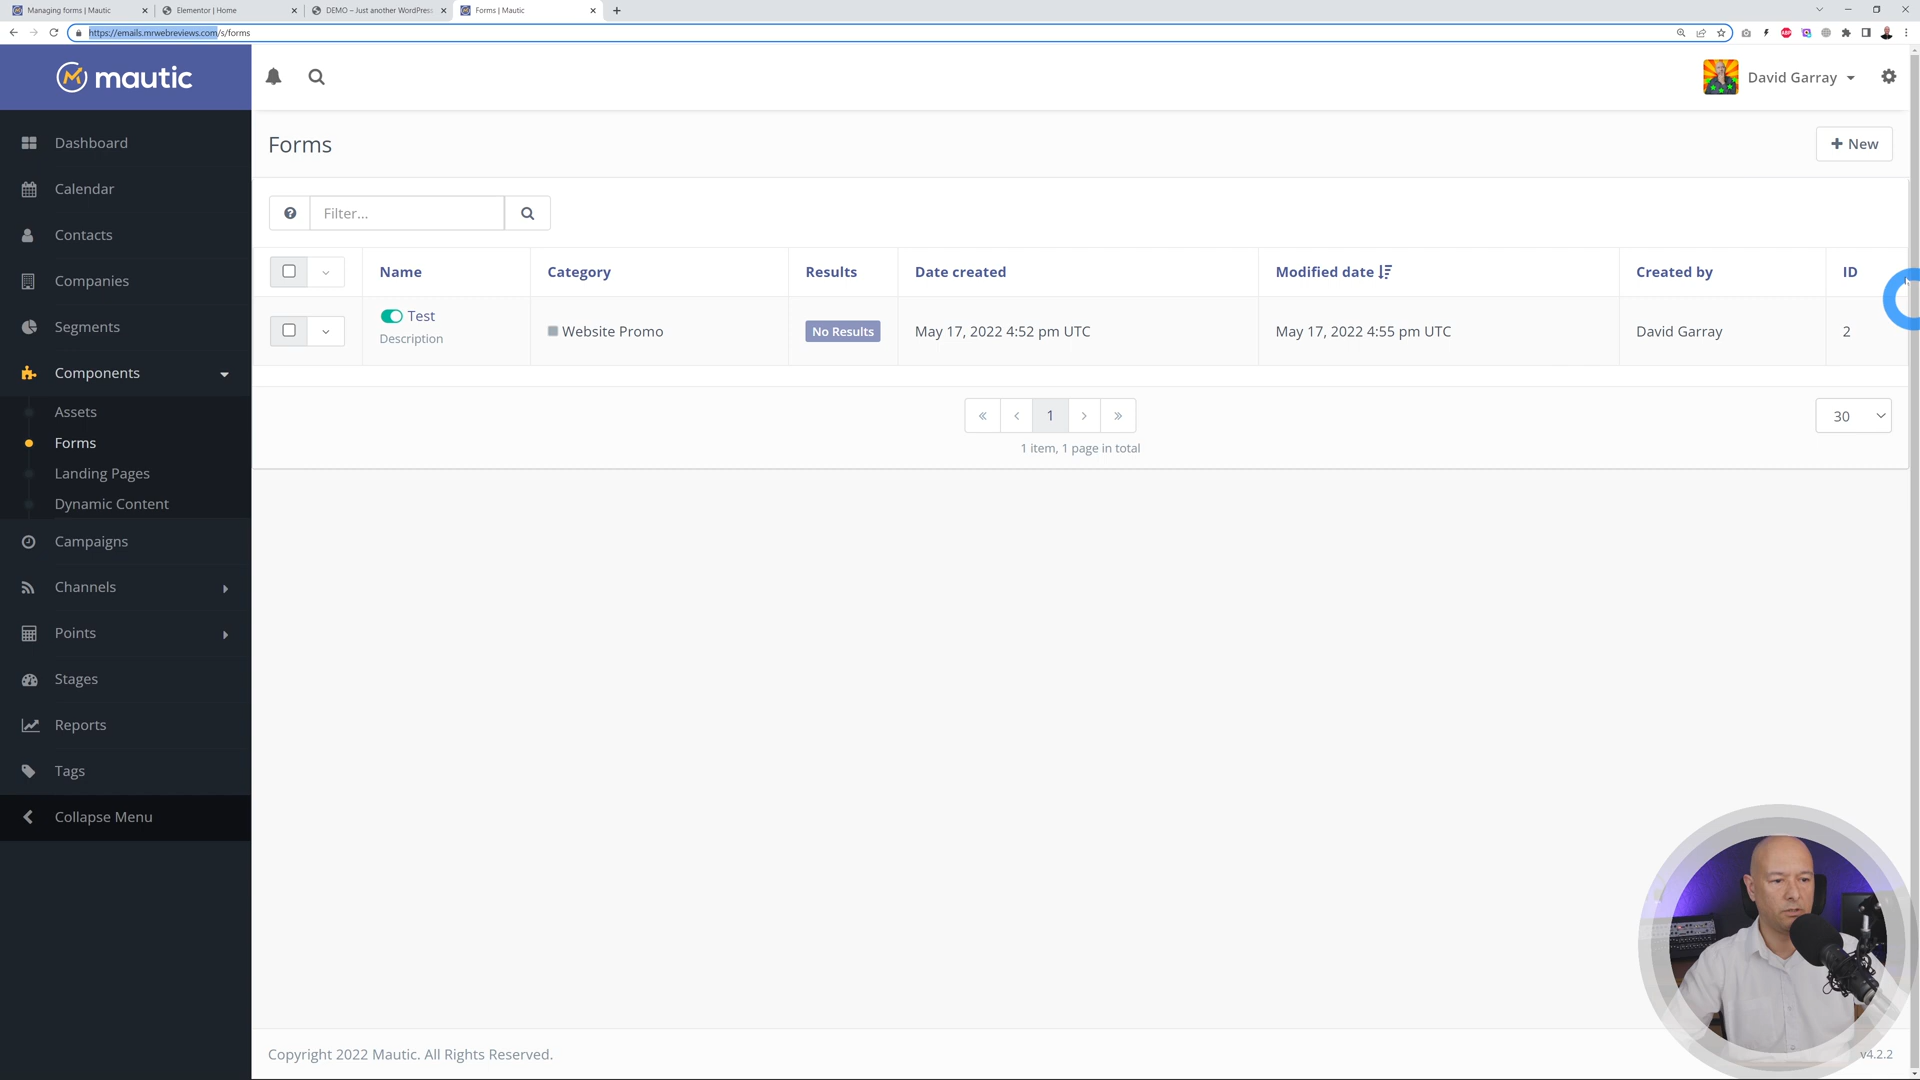 Managing forms | Mautic
Elementor | Home
DEMO – Just another WordPress
Forms | Mautic
https://emails.mrwebreviews.com/s/forms
mautic
David Garray
Dashboard
Calendar
Contacts
Companies
Segments
Components
Assets
Forms
Landing Pages
Dynamic Content
Campaigns
Channels
Points
Stages
Reports
Tags
Collapse Menu
Forms
+ New
Filter...
Name Category Results Date created Modified date Created by ID
Test
Description
Website Promo No Results May 17, 2022 4:52 pm UTC May 17, 2022 4:55 pm UTC David Garray 2
« ‹ 1 › »
30
1 item, 1 page in total
Copyright 2022 Mautic. All Rights Reserved.
v4.2.2